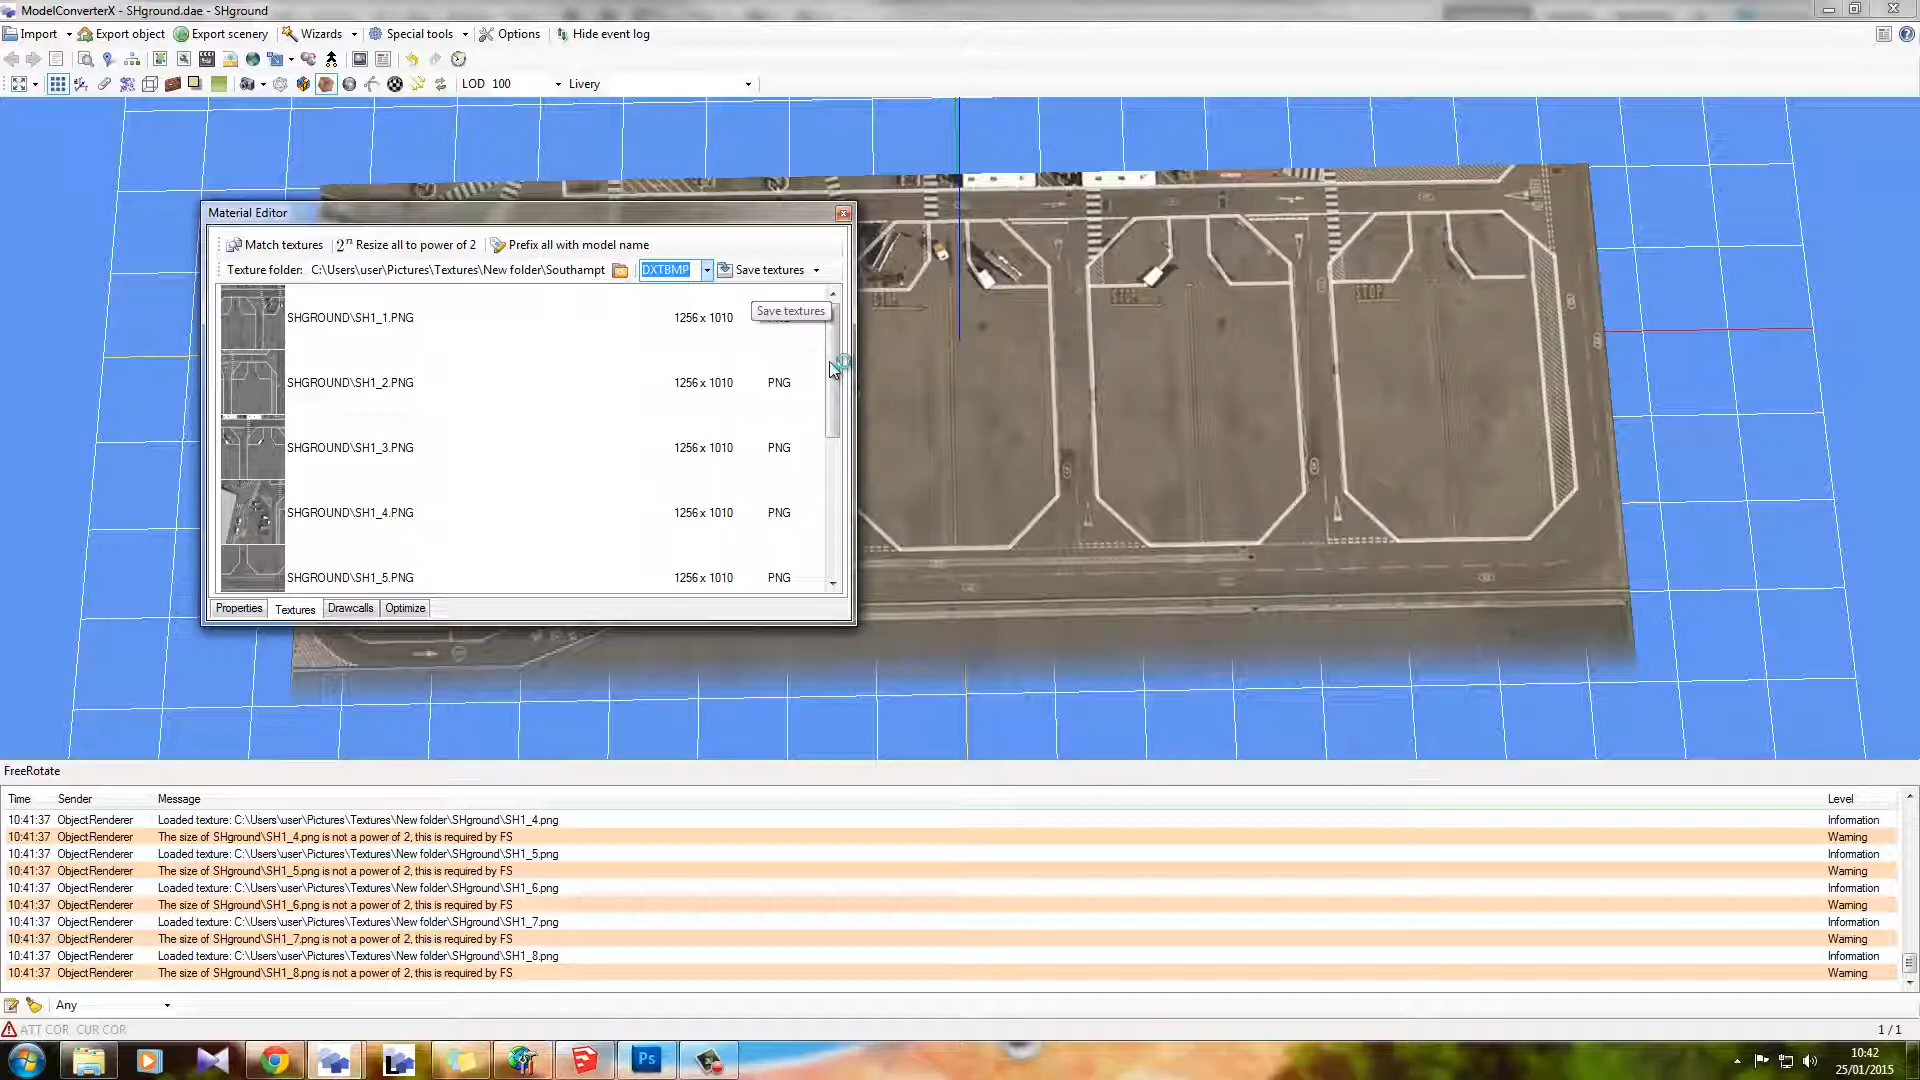 ModelConverterX - SHground.dae - SHground
Import Export object Export scenery Wizards Special tools Options Hide event log
LOD 100 Livery
Material Editor
Match textures 2ⁿ Resize all to power of 2 Prefix all with model name
Texture folder: C:\Users\user\Pictures\Textures\New folder\Southampt DXTBMP Save textures
SHGROUND\SH1_1.PNG 1256 x 1010
Save textures
SHGROUND\SH1_2.PNG 1256 x 1010 PNG
SHGROUND\SH1_3.PNG 1256 x 1010 PNG
SHGROUND\SH1_4.PNG 1256 x 1010 PNG
SHGROUND\SH1_5.PNG 1256 x 1010 PNG
Properties Textures Drawcalls Optimize
STOP
STOP
FreeRotate
Time Sender Message Level
10:41:37 ObjectRenderer Loaded texture: C:\Users\user\Pictures\Textures\New folder\SHground\SH1_4.png Information
10:41:37 ObjectRenderer The size of SHground\SH1_4.png is not a power of 2, this is required by FS Warning
10:41:37 ObjectRenderer Loaded texture: C:\Users\user\Pictures\Textures\New folder\SHground\SH1_5.png Information
10:41:37 ObjectRenderer The size of SHground\SH1_5.png is not a power of 2, this is required by FS Warning
10:41:37 ObjectRenderer Loaded texture: C:\Users\user\Pictures\Textures\New folder\SHground\SH1_6.png Information
10:41:37 ObjectRenderer The size of SHground\SH1_6.png is not a power of 2, this is required by FS Warning
10:41:37 ObjectRenderer Loaded texture: C:\Users\user\Pictures\Textures\New folder\SHground\SH1_7.png Information
10:41:37 ObjectRenderer The size of SHground\SH1_7.png is not a power of 2, this is required by FS Warning
10:41:37 ObjectRenderer Loaded texture: C:\Users\user\Pictures\Textures\New folder\SHground\SH1_8.png Information
10:41:37 ObjectRenderer The size of SHground\SH1_8.png is not a power of 2, this is required by FS Warning
Any
ATT COR CUR COR 1 / 1
Ps
10:42
25/01/2015